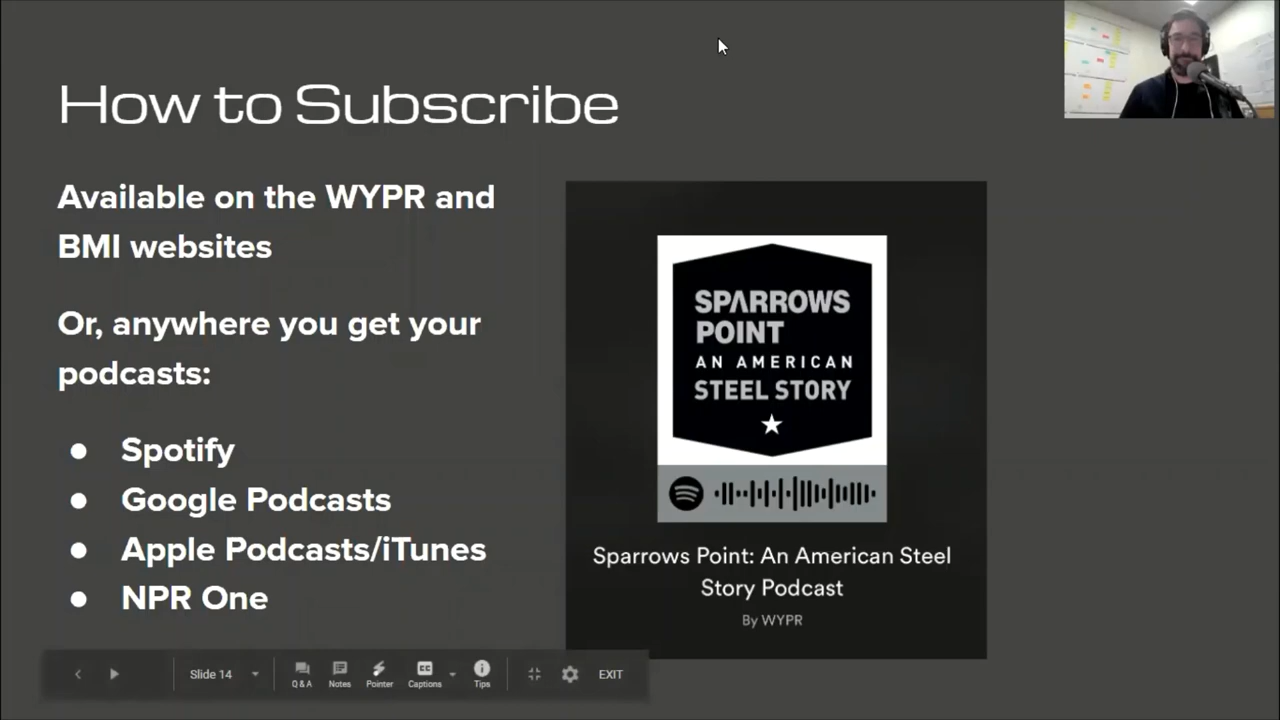 How to Subscribe
Available on the WYPR and
BMI websites
Or, anywhere you get your
podcasts:
● Spotify
● Google Podcasts
● Apple Podcasts/iTunes
● NPR One
SPARROWS
POINT
AN AMERICAN
STEEL STORY
Sparrows Point: An American Steel
Story Podcast
By WYPR
Slide 14
Q & A
Notes
Pointer
CC
Captions
Tips
EXIT